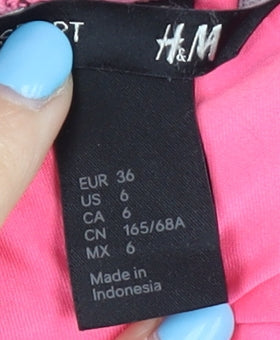 H&M
EUR 36
US 6
CA 6
CN 165/68A
MX 6
Made in
Indonesia